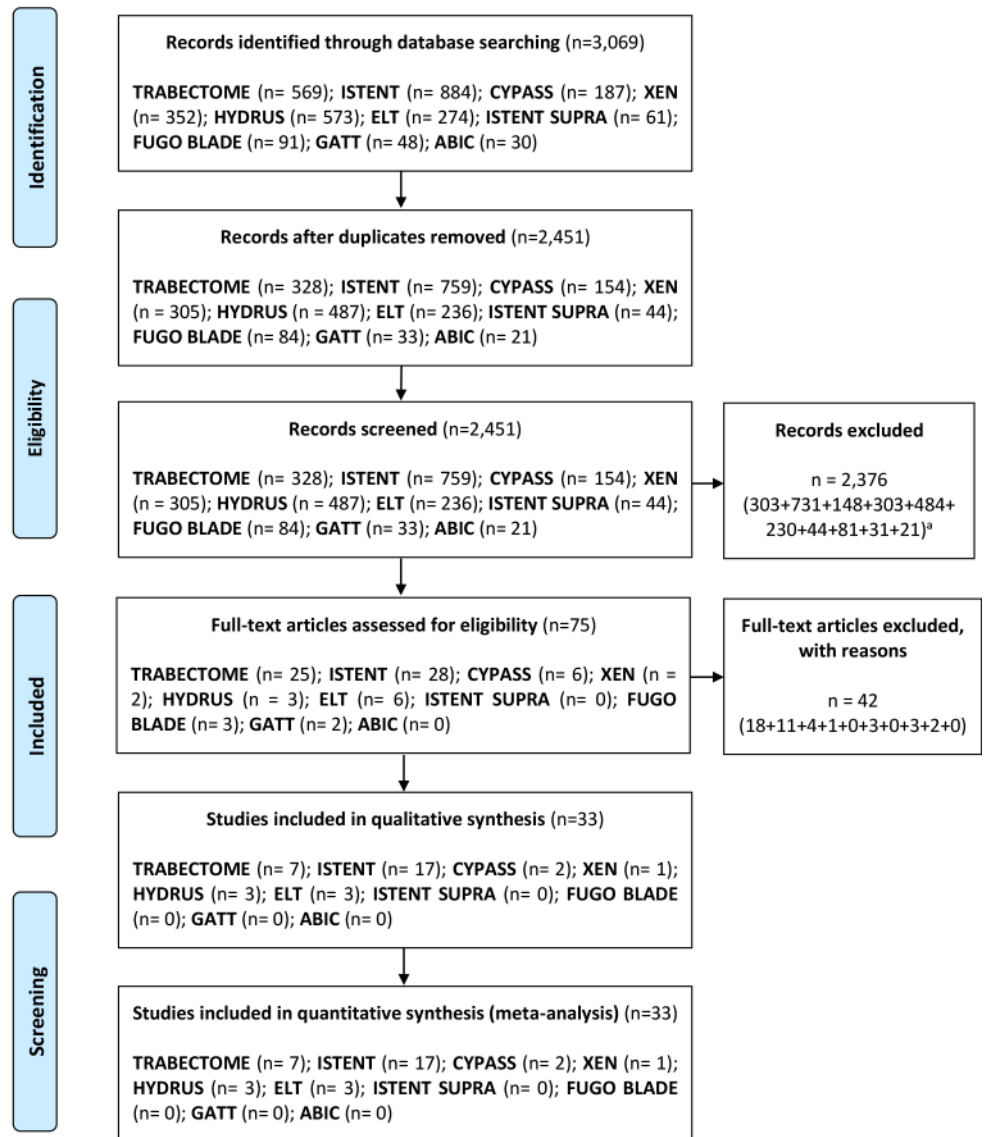 Identification
Records identified through database searching (n=3,069)
TRABECTOME (n= 569); ISTENT (n= 884); CYPASS (n= 187); XEN
(n= 352); HYDRUS (n= 573); ELT (n= 274); ISTENT SUPRA (n= 61);
FUGO BLADE (n= 91); GATT (n= 48); ABIC (n= 30)
Records after duplicates removed (n=2,451)
TRABECTOME (n= 328); ISTENT (n= 759); CYPASS (n= 154); XEN
(n = 305); HYDRUS (n = 487); ELT (n= 236); ISTENT SUPRA (n= 44);
FUGO BLADE (n= 84); GATT (n= 33); ABIC (n= 21)
Eligibility
Records screened (n=2,451)
TRABECTOME (n= 328); ISTENT (n= 759); CYPASS (n= 154); XEN
(n = 305); HYDRUS (n = 487); ELT (n= 236); ISTENT SUPRA (n= 44);
FUGO BLADE (n= 84); GATT (n= 33); ABIC (n= 21)
Records excluded
n = 2,376
(303+731+148+303+484+
230+44+81+31+21)ª
Included
Full-text articles assessed for eligibility (n=75)
TRABECTOME (n= 25); ISTENT (n= 28); CYPASS (n= 6); XEN (n =
2); HYDRUS (n = 3); ELT (n= 6); ISTENT SUPRA (n= 0); FUGO
BLADE (n= 3); GATT (n= 2); ABIC (n= 0)
Full-text articles excluded,
with reasons
n = 42
(18+11+4+1+0+3+0+3+2+0)
Studies included in qualitative synthesis (n=33)
TRABECTOME (n= 7); ISTENT (n= 17); CYPASS (n= 2); XEN (n= 1);
HYDRUS (n= 3); ELT (n= 3); ISTENT SUPRA (n= 0); FUGO BLADE
(n= 0); GATT (n= 0); ABIC (n= 0)
Screening
Studies included in quantitative synthesis (meta-analysis) (n=33)
TRABECTOME (n= 7); ISTENT (n= 17); CYPASS (n= 2); XEN (n= 1);
HYDRUS (n= 3); ELT (n= 3); ISTENT SUPRA (n= 0); FUGO BLADE
(n= 0); GATT (n= 0); ABIC (n= 0)